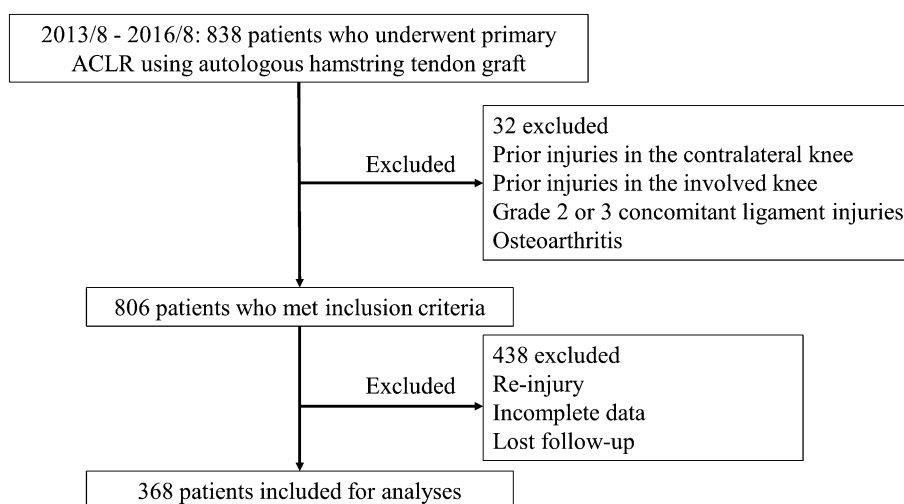 2013/8 - 2016/8: 838 patients who underwent primary
ACLR using autologous hamstring tendon graft
Excluded
32 excluded
Prior injuries in the contralateral knee
Prior injuries in the involved knee
Grade 2 or 3 concomitant ligament injuries
Osteoarthritis
806 patients who met inclusion criteria
Excluded
438 excluded
Re-injury
Incomplete data
Lost follow-up
368 patients included for analyses